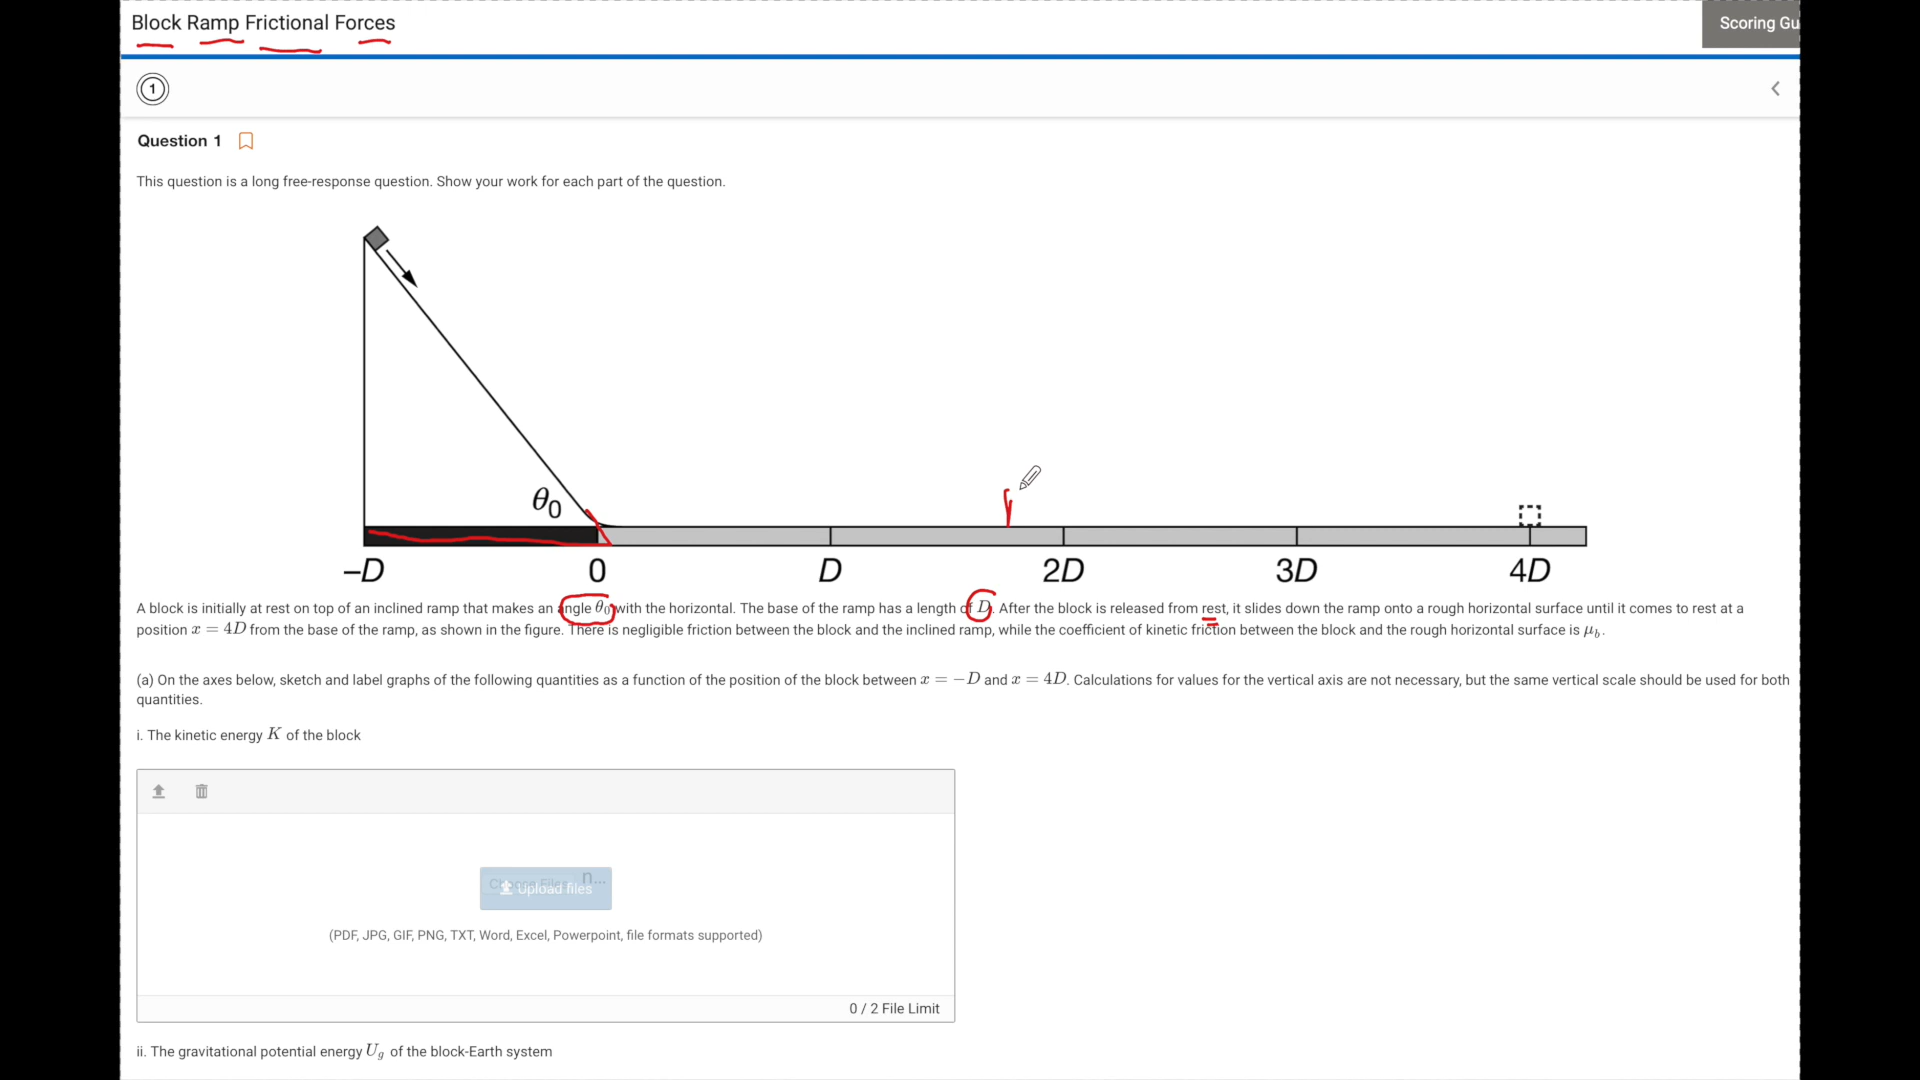 Block Ramp Frictional Forces
Scoring Gu
1
Question 1
This question is a long free-response question. Show your work for each part of the question.
θ0
−D 0 D 2D 3D 4D
A block is initially at rest on top of an inclined ramp that makes an angle θ0 with the horizontal. The base of the ramp has a length of D. After the block is released from rest, it slides down the ramp onto a rough horizontal surface until it comes to rest at a
position x = 4D from the base of the ramp, as shown in the figure. There is negligible friction between the block and the inclined ramp, while the coefficient of kinetic friction between the block and the rough horizontal surface is μb.
(a) On the axes below, sketch and label graphs of the following quantities as a function of the position of the block between x = −D and x = 4D. Calculations for values for the vertical axis are not necessary, but the same vertical scale should be used for both
quantities.
i. The kinetic energy K of the block
Upload files
(PDF, JPG, GIF, PNG, TXT, Word, Excel, Powerpoint, file formats supported)
0 / 2 File Limit
ii. The gravitational potential energy Ug of the block-Earth system